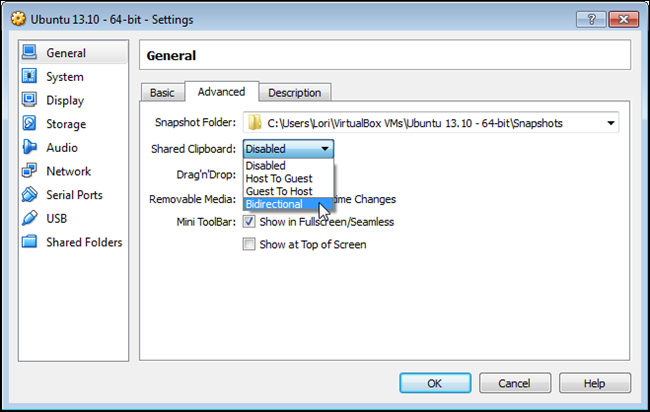 Ubuntu 13.10 - 64-bit - Settings
General
System
Display
Storage
Audio
Network
Serial Ports
USB
Shared Folders
General
Basic
Advanced
Description
Snapshot Folder: C:\Users\Lori\VirtualBox VMs\Ubuntu 13.10 - 64-bit\Snapshots
Shared Clipboard: Disabled
Disabled
Host To Guest
Guest To Host
Bidirectional
Drag'n'Drop:
Removable Media: Changes
Mini ToolBar: Show in Fullscreen/Seamless
Show at Top of Screen
OK
Cancel
Help